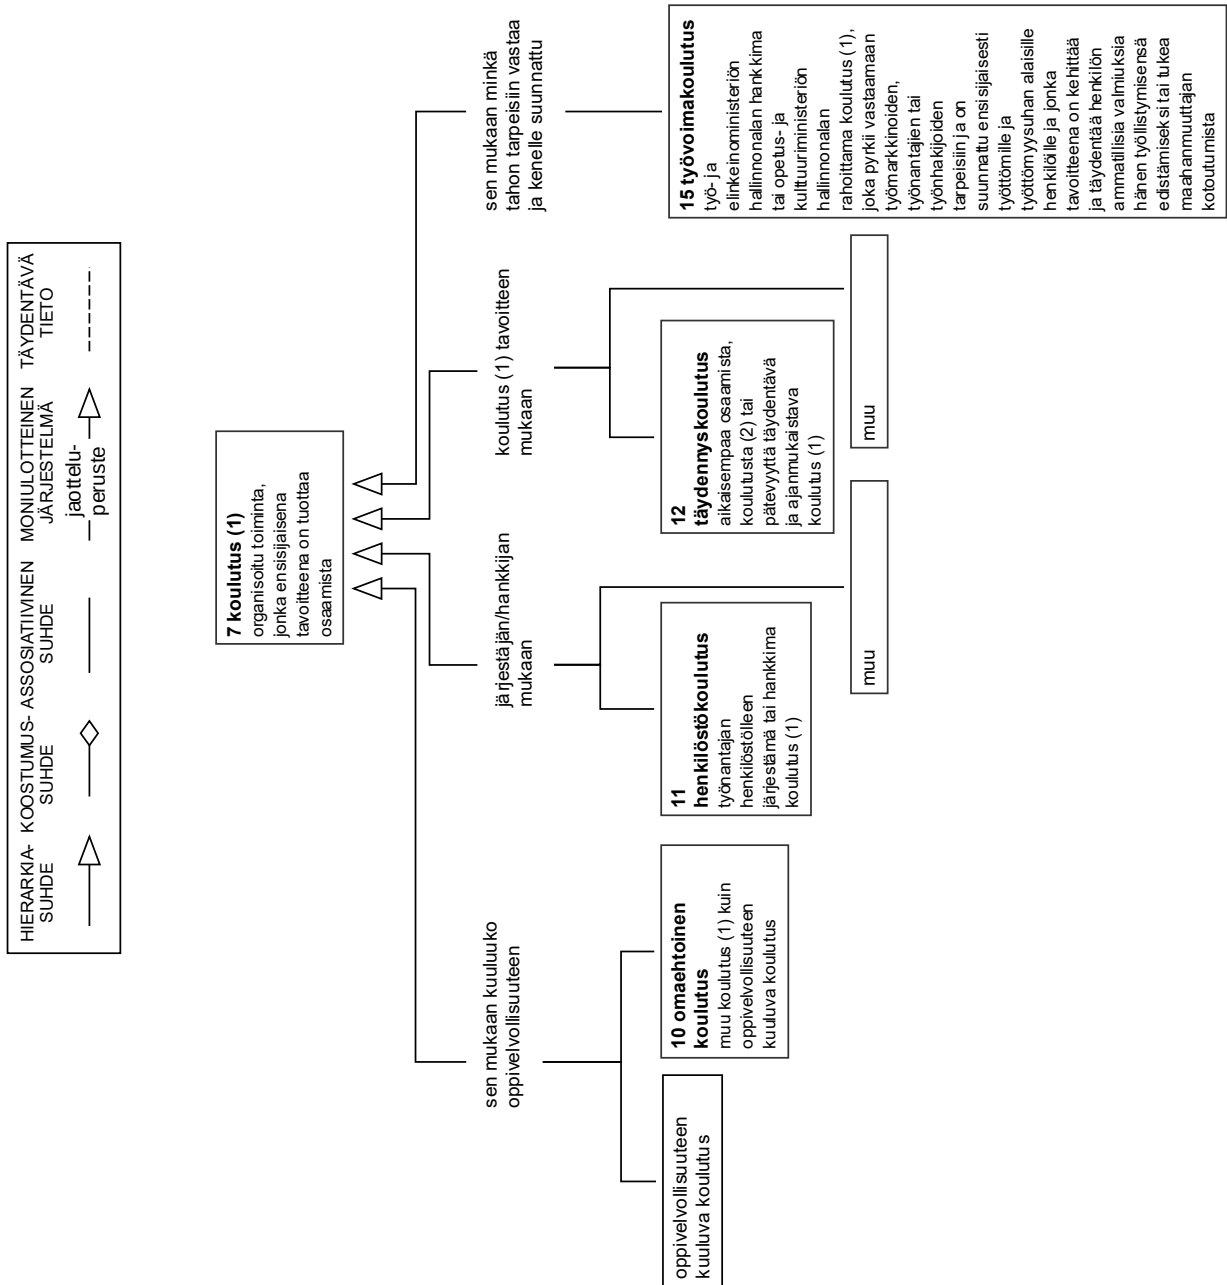 HIERARKIA-
SUHDE
KOOSTUMUS-
SUHDE
ASSOSIATIIVINEN
SUHDE
MONIULOTTEINEN
JÄRJESTELMÄ
jaottelu-
peruste
TÄYDENTÄVÄ
TIETO
7 koulutus (1)
organisoitu toiminta,
jonka ensisijaisena
tavoitteena on tuottaa
osaamista
sen mukaan kuuluuko
oppivelvollisuuteen
järjestäjän/hankkijan
mukaan
koulutus (1) tavoitteen
mukaan
sen mukaan minkä
tahon tarpeisiin vastaa
ja kenelle suunnattu
oppivelvollisuuteen
kuuluva koulutus
10 omaehtoinen
koulutus
muu koulutus (1) kuin
oppivelvollisuuteen
kuuluva koulutus
11
henkilöstökoulutus
työnantajan
henkilöstölleen
järjestämä tai hankkima
koulutus (1)
muu
12
täydennyskoulutus
aikaisempaa osaamista,
koulutusta (2) tai
pätevyyttä täydentävä
ja ajanmukaistava
koulutus (1)
muu
15 työvoimakoulutus
työ- ja
elinkeinoministeriön
hallinnonalan hankkima
tai opetus- ja
kulttuuriministeriön
hallinnonalan
rahoittama koulutus (1),
joka pyrkii vastaamaan
työmarkkinoiden,
työnantajien tai
työnhakijoiden
tarpeisiin ja on
suunnattu ensisijaisesti
työttömille ja
työttömyysuhan alaisille
henkilöille ja jonka
tavoitteena on kehittää
ja täydentää henkilön
ammatillisia valmiuksia
hänen työllistymisensä
edistämiseksi tai tukea
maahanmuuttajan
kotoutumista